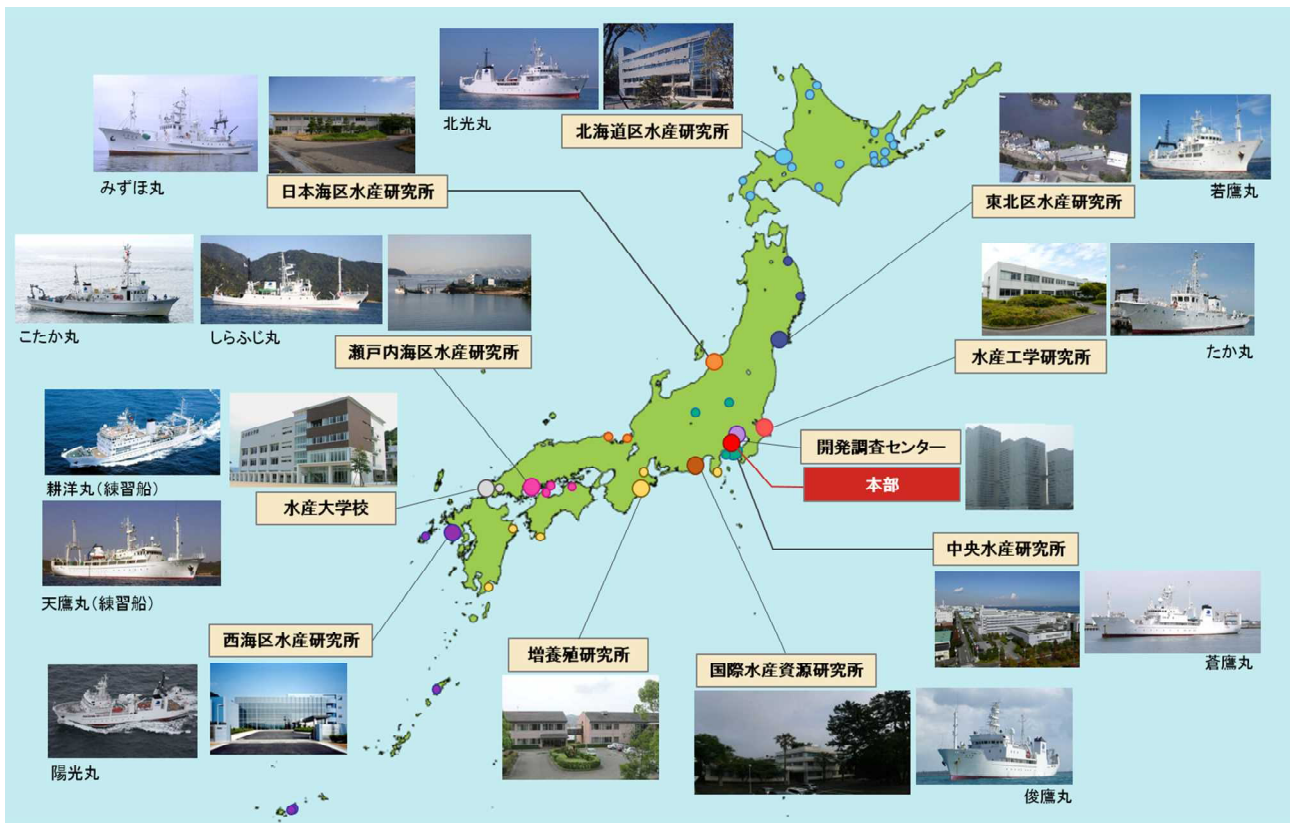 北光丸
北海道区水産研究所
みずほ丸
日本海区水産研究所
東北区水産研究所
若鷹丸
こたか丸
しらふじ丸
瀬戸内海区水産研究所
水産工学研究所
たか丸
耕洋丸(練習船)
水産大学校
開発調査センター
本部
天鷹丸(練習船)
中央水産研究所
蒼鷹丸
西海区水産研究所
増養殖研究所
国際水産資源研究所
陽光丸
俊鷹丸